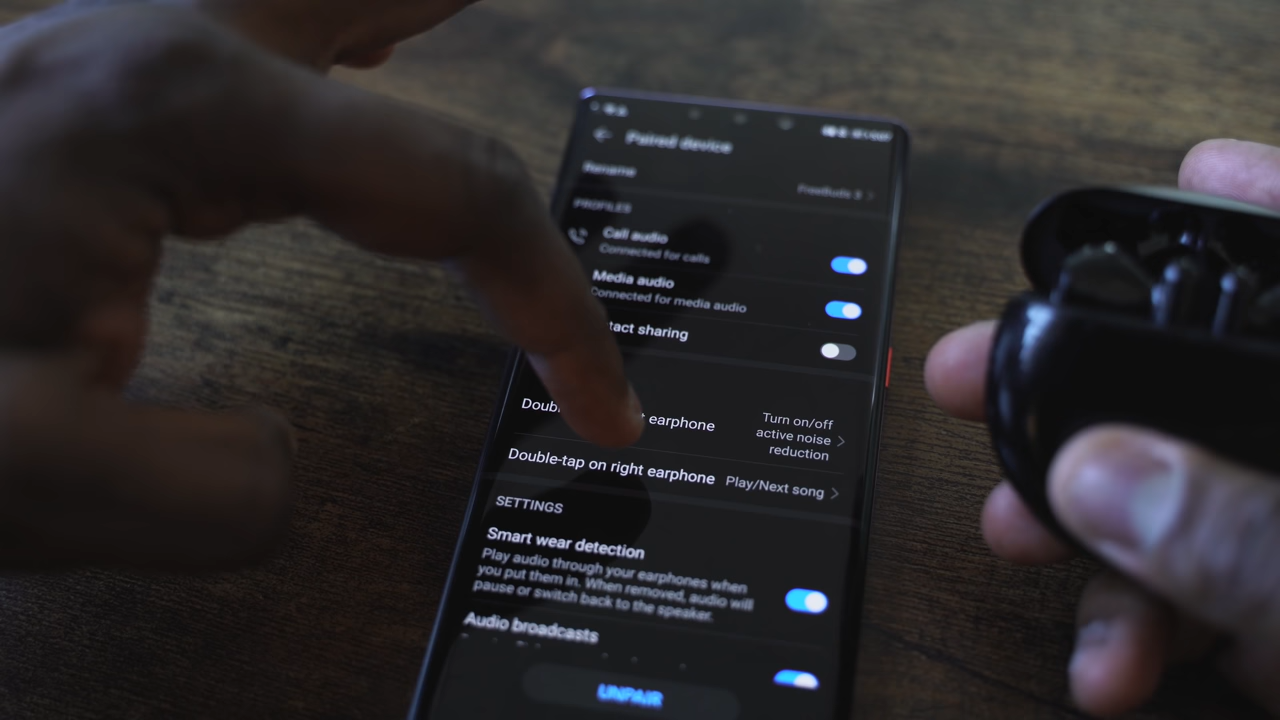 Paired device
Rename
FreeBuds 3
PROFILES
Call audio
Connected for calls
Media audio
Connected for media audio
tact sharing
Doub
t earphone
Turn on/off
active noise
reduction
Double-tap on right earphone
Play/Next song
SETTINGS
Smart wear detection
Play audio through your earphones when
you put them in. When removed, audio will
pause or switch back to the speaker.
Audio broadcasts
UNPAIR